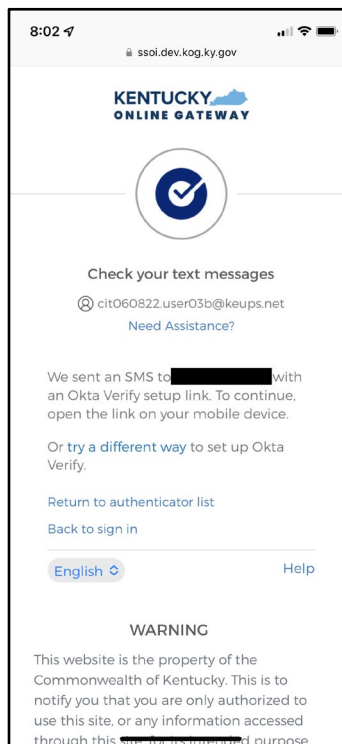 8:02
ssoi.dev.kog.ky.gov
KENTUCKY
ONLINE GATEWAY
Check your text messages
cit060822.user03b@keups.net
Need Assistance?
We sent an SMS to with
an Okta Verify setup link. To continue,
open the link on your mobile device.
Or try a different way to set up Okta
Verify.
Return to authenticator list
Back to sign in
English
Help
WARNING
This website is the property of the
Commonwealth of Kentucky. This is to
notify you that you are only authorized to
use this site, or any information accessed
through this site for its intended purpose